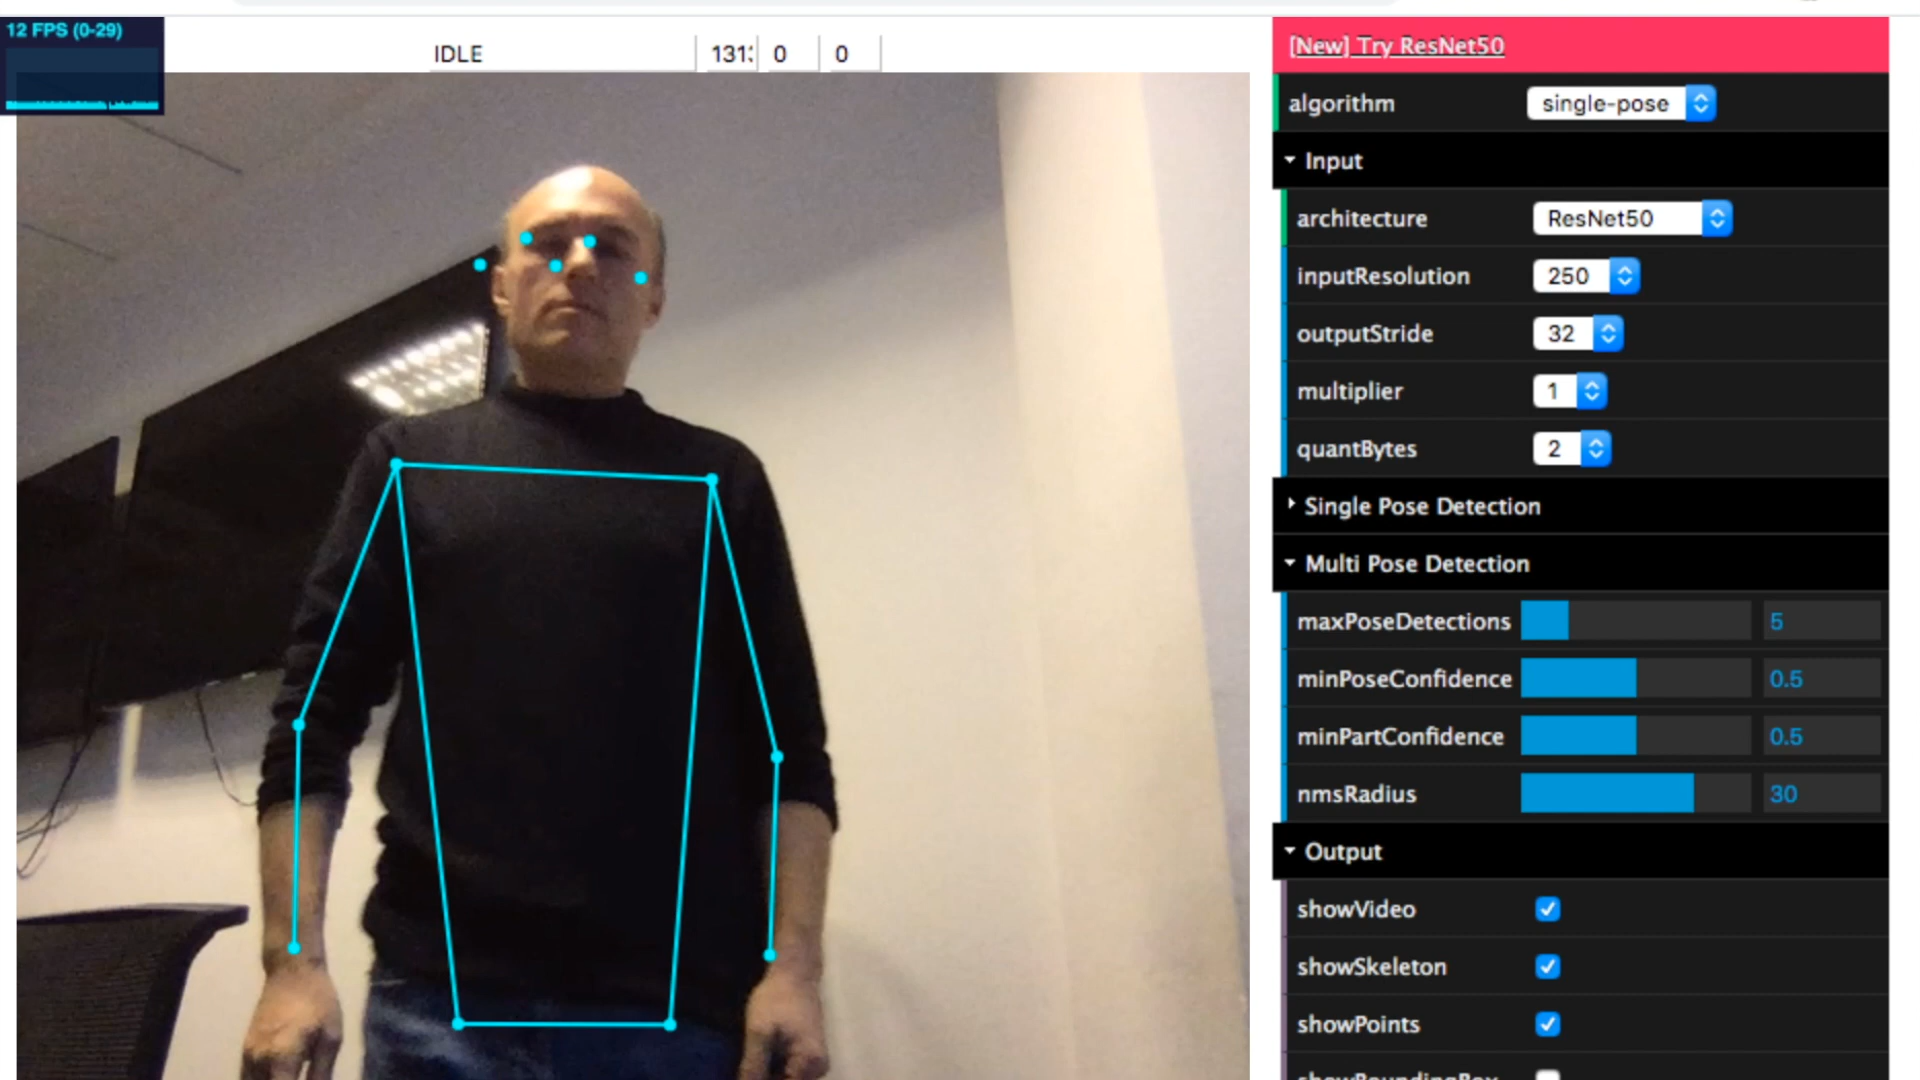 12 FPS (0-29)
IDLE 131 0 0
[New] Try ResNet50
algorithm single-pose
Input
architecture ResNet50
inputResolution 250
outputStride 32
multiplier 1
quantBytes 2
Single Pose Detection
Multi Pose Detection
maxPoseDetections 5
minPoseConfidence 0.5
minPartConfidence 0.5
nmsRadius 30
Output
showVideo
showSkeleton
showPoints
showBoundingBox